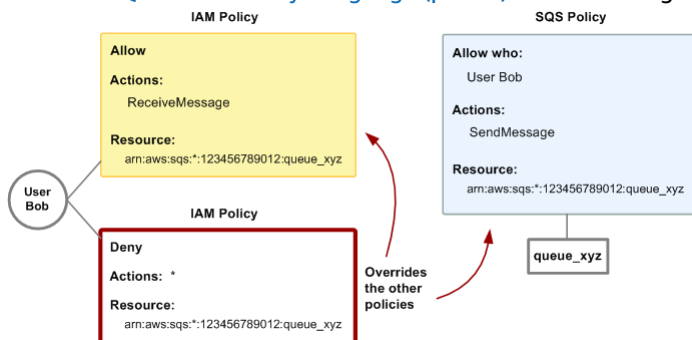 IAM Policy
Allow
Actions:
ReceiveMessage
Resource:
arn:aws:sqs:*:123456789012:queue_xyz
User
Bob
IAM Policy
Deny
Actions: *
Resource:
arn:aws:sqs:*:123456789012:queue_xyz
Overrides
the other
policies
SQS Policy
Allow who:
User Bob
Actions:
SendMessage
Resource:
arn:aws:sqs:*:123456789012:queue_xyz
queue_xyz